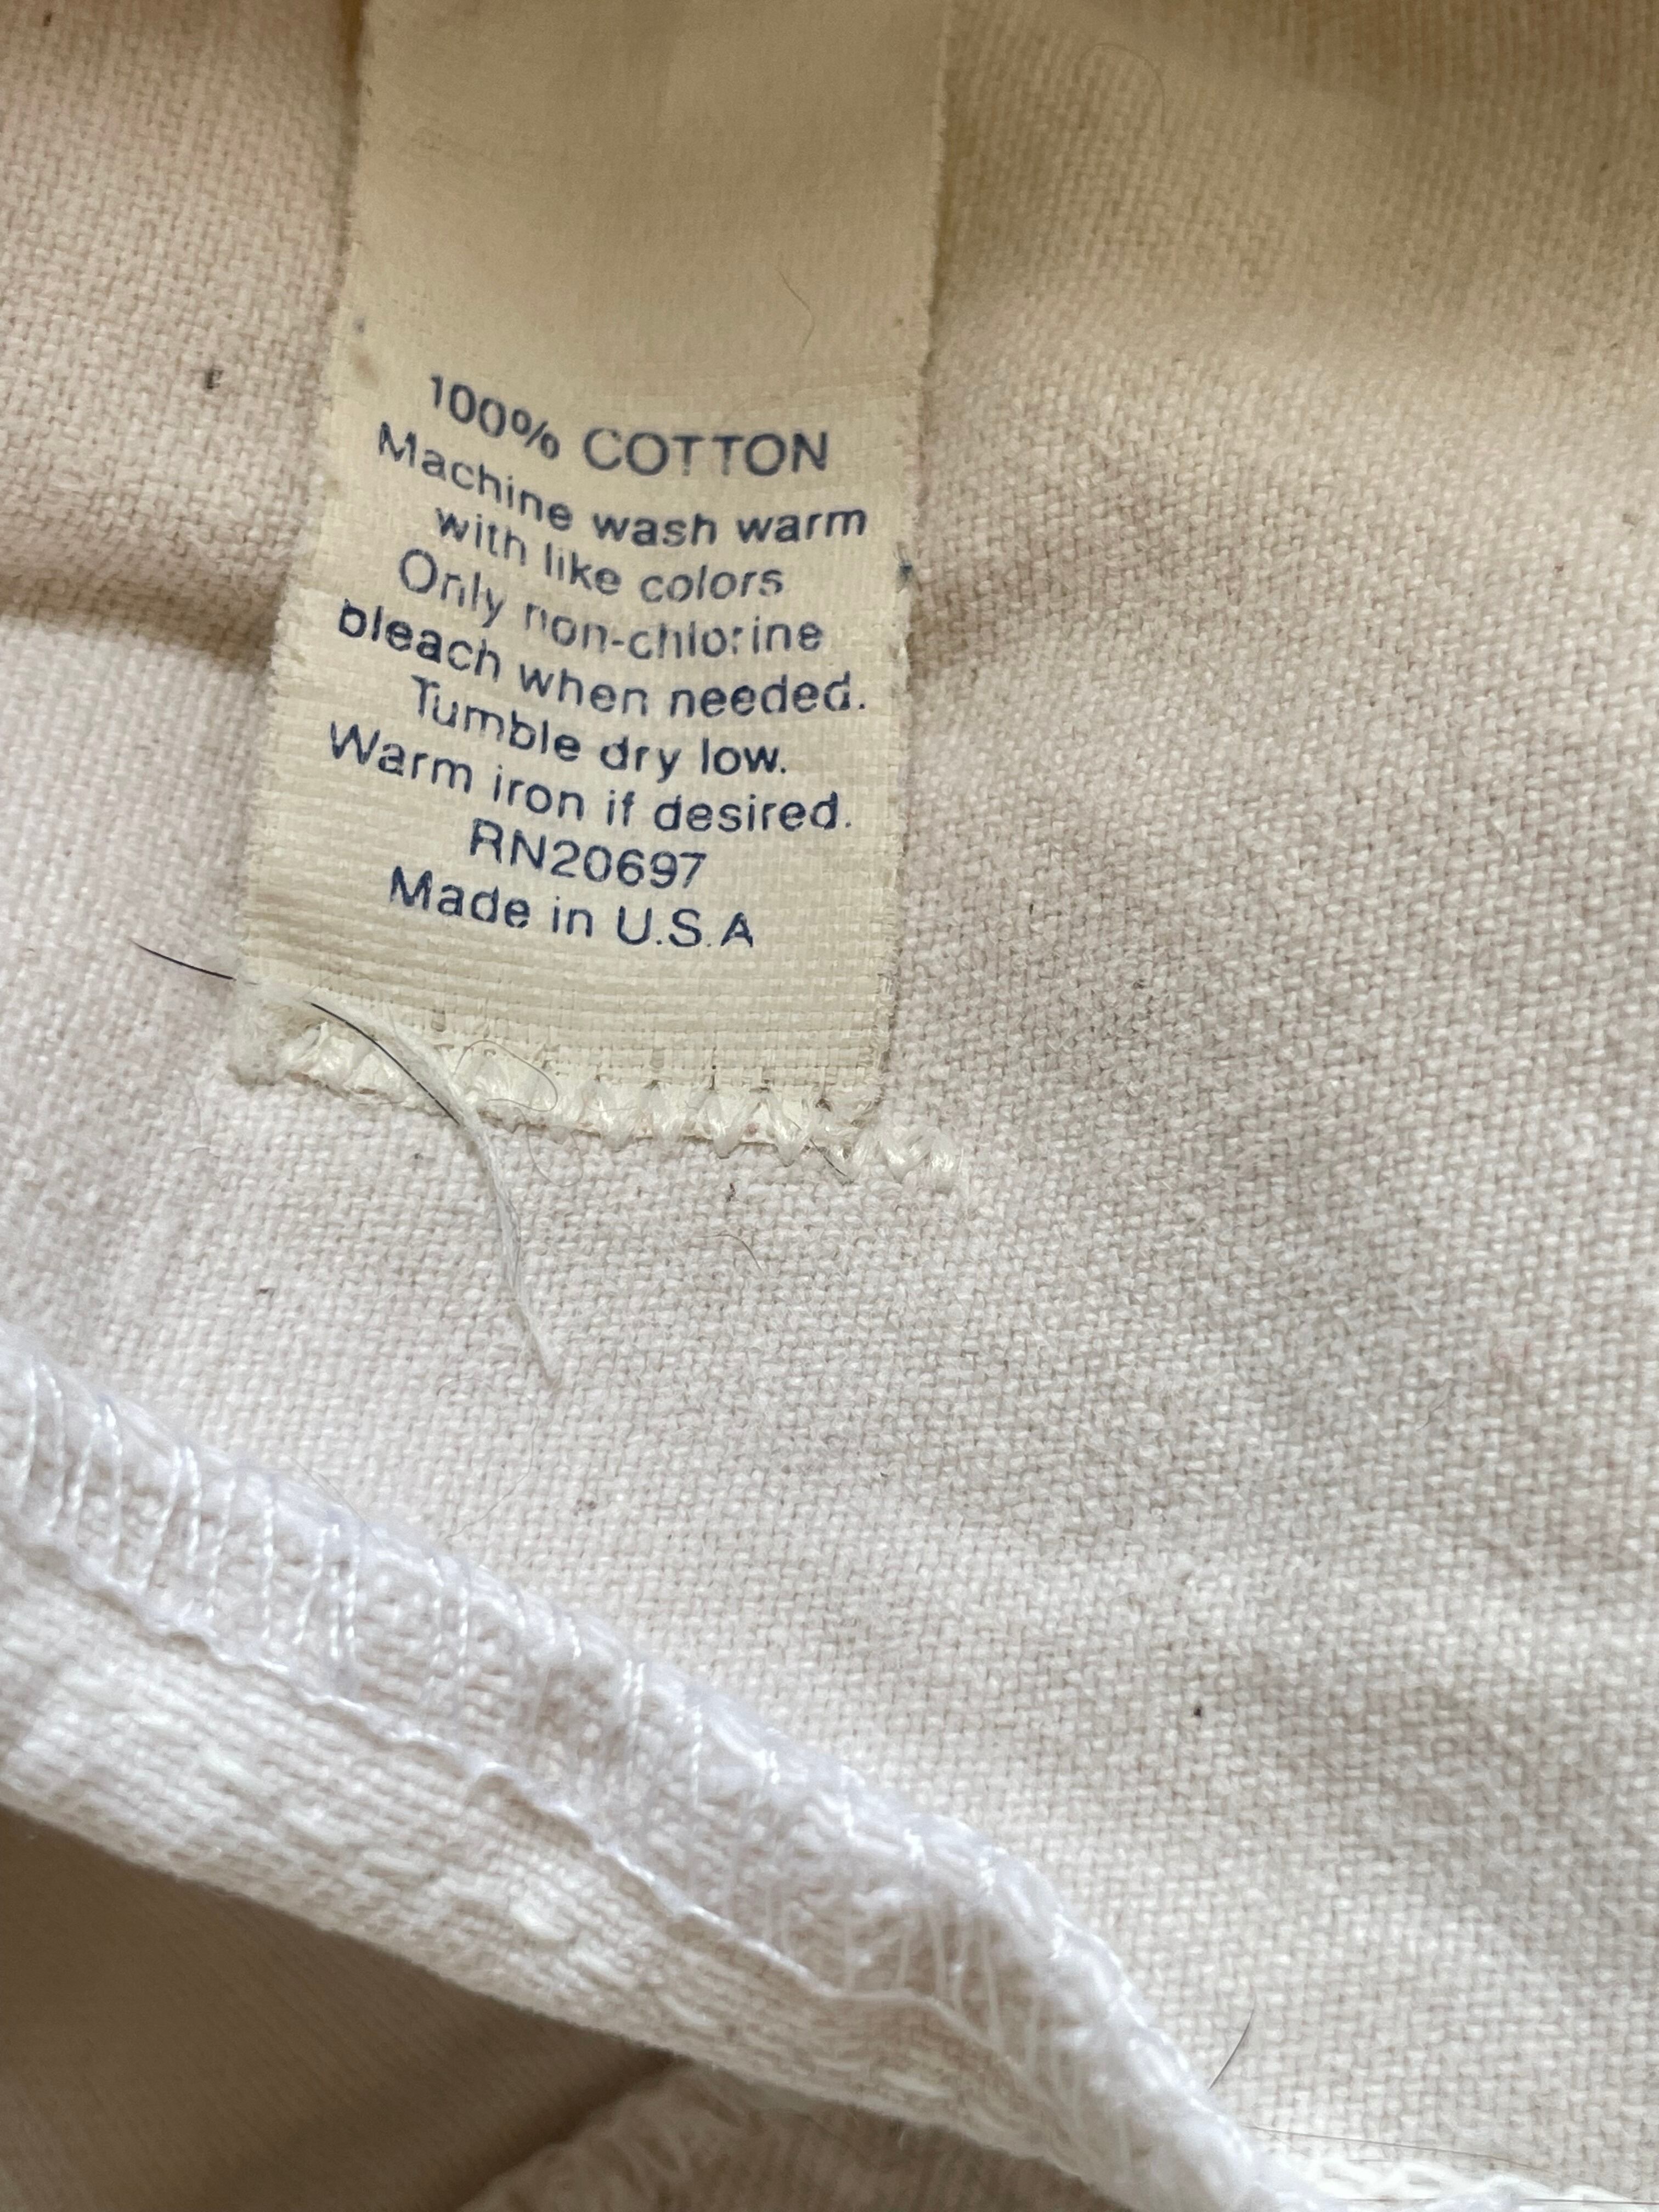 100% COTTON
Machine wash warm
with like colors
Only non-chlorine
bleach when needed.
Tumble dry low.
Warm iron if desired.
RN20697
Made in U.S.A